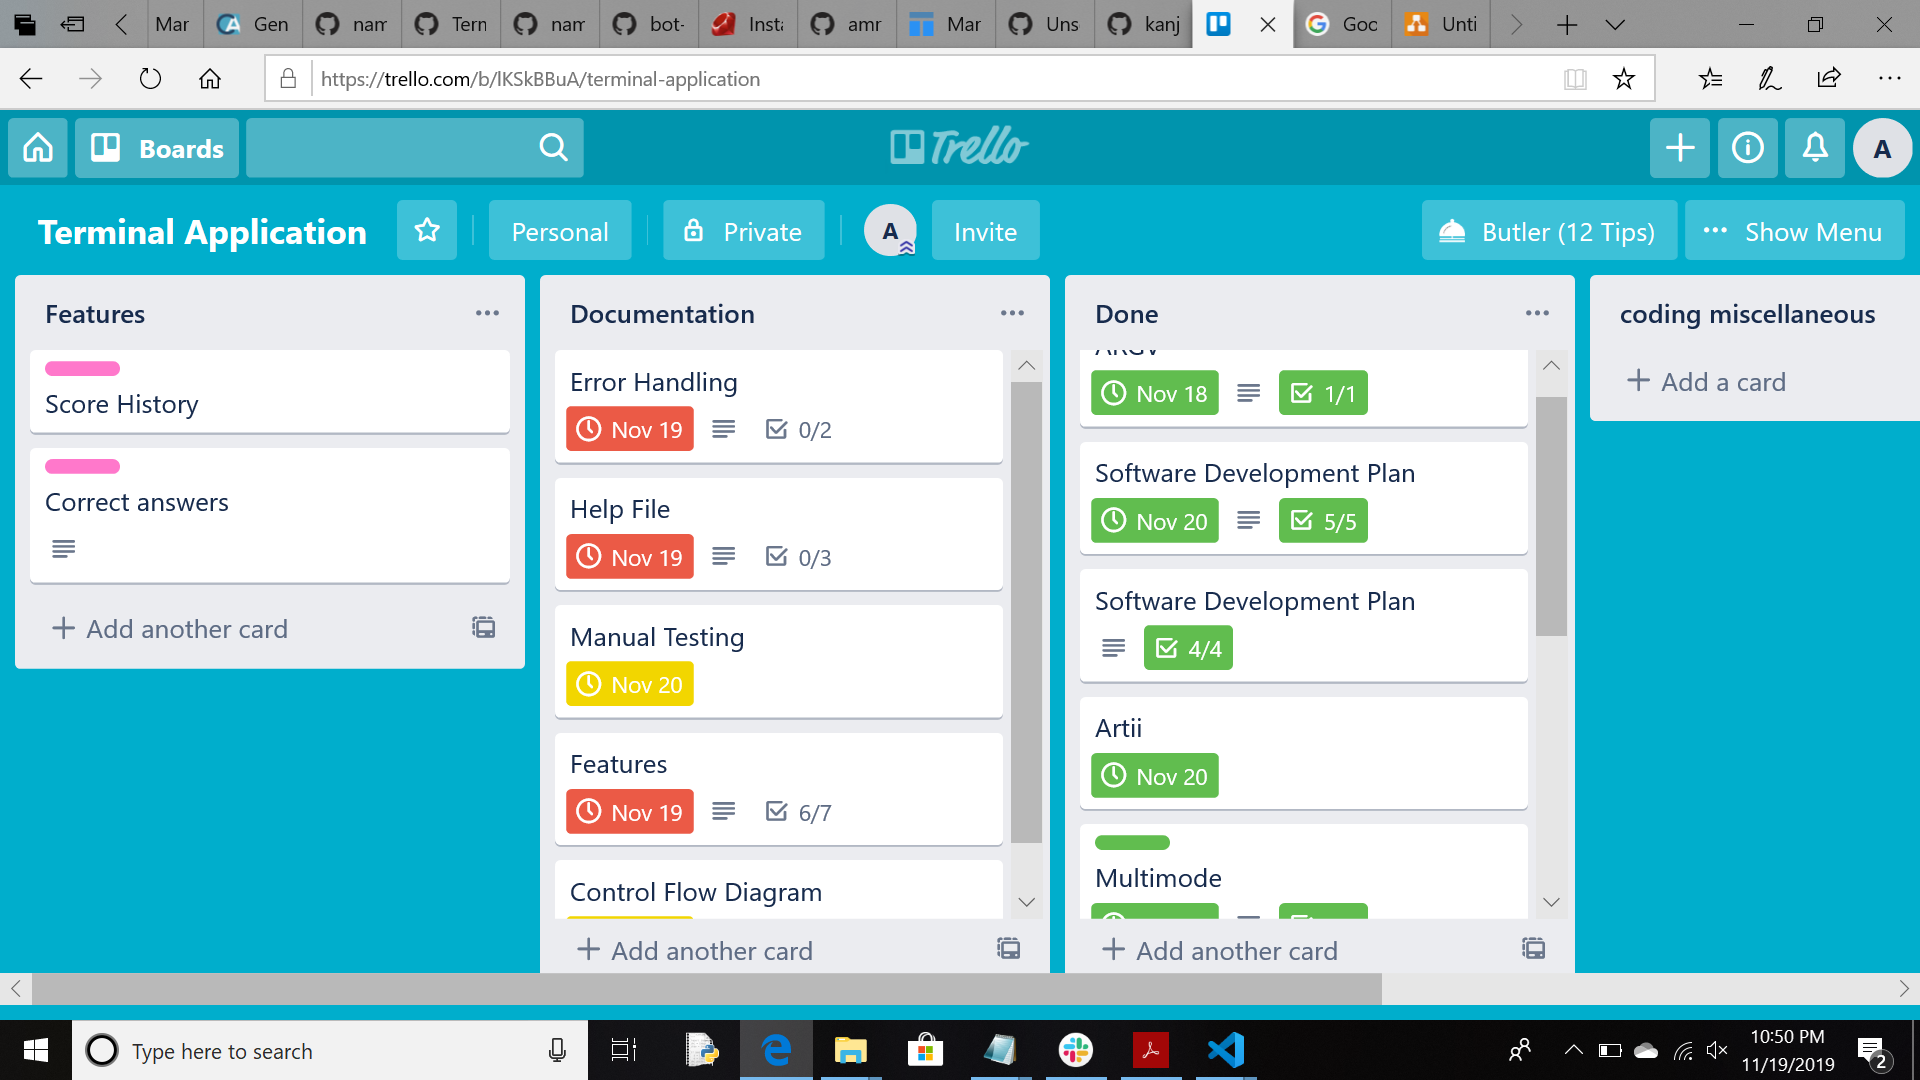 Mar
Gen
nam
Tern
nam
bot-
Insta
amr
Mar
Uns
kanj
Goo
Unti
https://trello.com/b/lKSkBBuA/terminal-application
Boards
Trello
A
Terminal Application
Personal
Private
A
Invite
Butler (12 Tips)
Show Menu
Features
Score History
Correct answers
Add another card
Documentation
Error Handling
Nov 19
0/2
Help File
Nov 19
0/3
Manual Testing
Nov 20
Features
Nov 19
6/7
Control Flow Diagram
Add another card
Done
ARGV
Nov 18
1/1
Software Development Plan
Nov 20
5/5
Software Development Plan
4/4
Artii
Nov 20
Multimode
Add another card
coding miscellaneous
Add a card
Type here to search
10:50 PM
11/19/2019
2